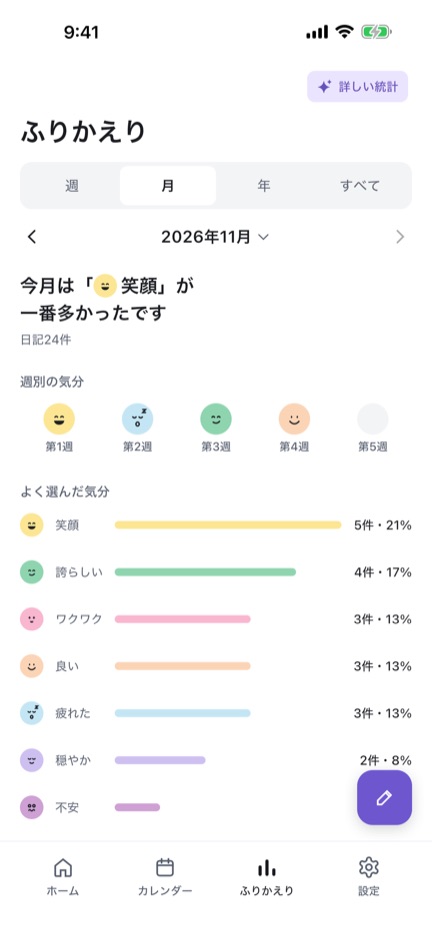 9:41
詳しい統計
ふりかえり
週 月 年 すべて
2026年11月
今月は「笑顔」が
一番多かったです
日記24件
週別の気分
第1週 第2週 第3週 第4週 第5週
よく選んだ気分
笑顔 5件・21%
誇らしい 4件・17%
ワクワク 3件・13%
良い 3件・13%
疲れた 3件・13%
穏やか 2件・8%
不安
ホーム カレンダー ふりかえり 設定